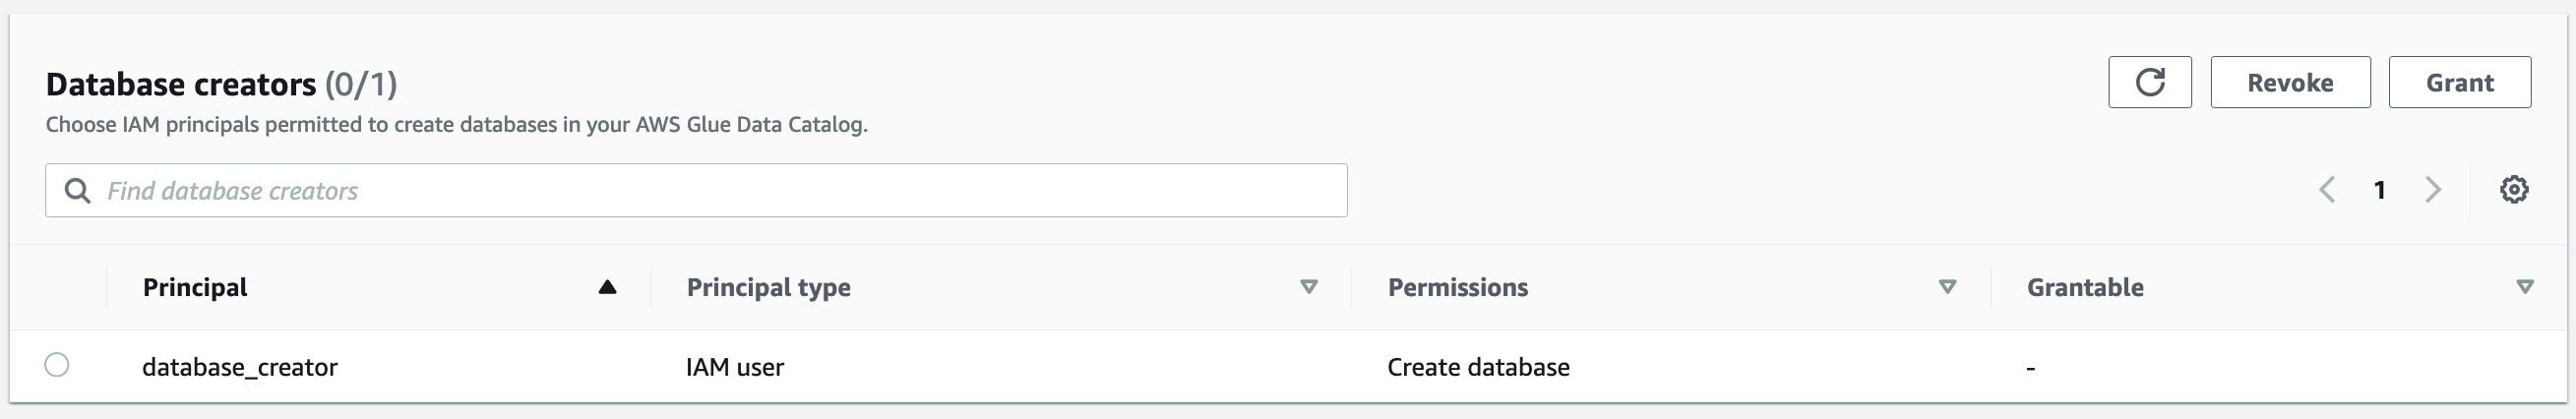 Database creators (0/1)
Revoke
Grant
Choose IAM principals permitted to create databases in your AWS Glue Data Catalog.
Find database creators
1
Principal Principal type Permissions Grantable
database_creator IAM user Create database -